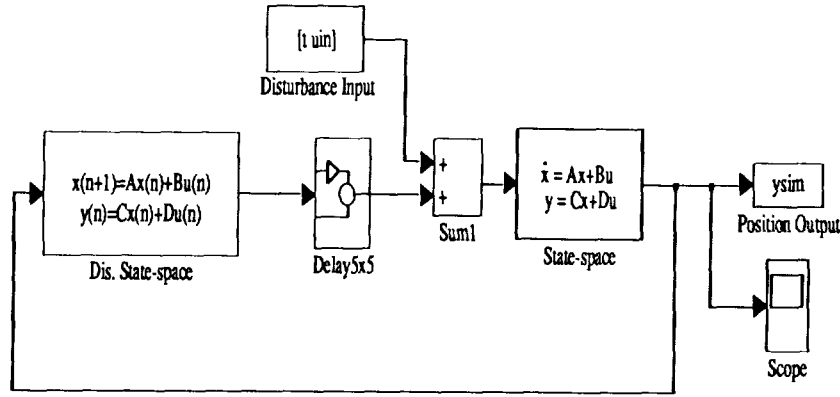 [t uin]
Disturbance Input
x(n+1)=Ax(n)+Bu(n)
y(n)=Cx(n)+Du(n)
Dis. State-space
Delay5x5
+
+
Sum1
ẋ = Ax+Bu
y = Cx+Du
State-space
ysim
Position Output
Scope